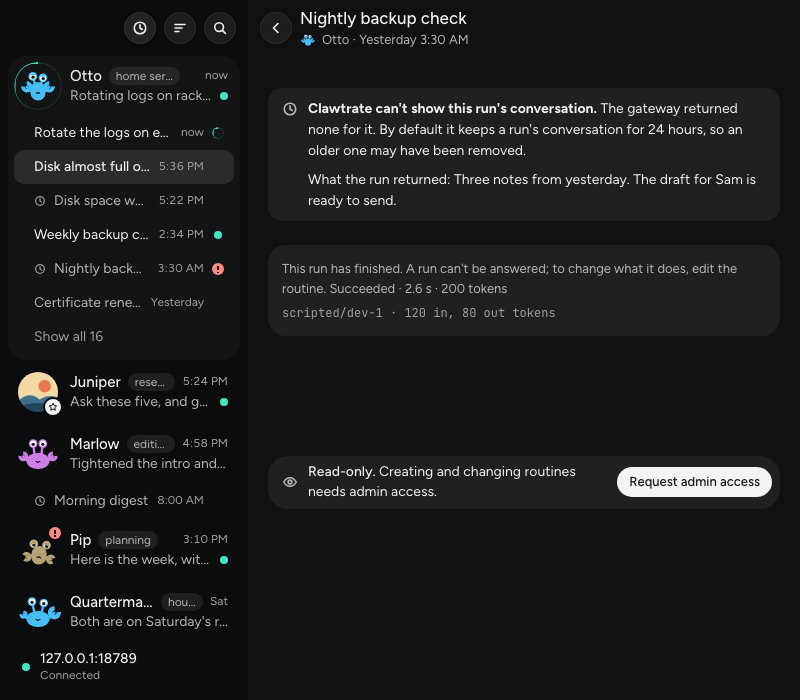 Otto
home ser...
now
Rotating logs on rack...
Rotate the logs on e...
now
Disk almost full o...
5:36 PM
Disk space w...
5:22 PM
Weekly backup c...
2:34 PM
Nightly back...
3:30 AM
Certificate rene...
Yesterday
Show all 16
Juniper
rese...
5:24 PM
Ask these five, and g...
Marlow
editi...
4:58 PM
Tightened the intro and...
Morning digest
8:00 AM
Pip
planning
3:10 PM
Here is the week, wit...
Quarterma...
hou...
Sat
Both are on Saturday's r...
127.0.0.1:18789
Connected
Nightly backup check
Otto · Yesterday 3:30 AM
Clawtrate can't show this run's conversation. The gateway returned
none for it. By default it keeps a run's conversation for 24 hours, so an
older one may have been removed.
What the run returned: Three notes from yesterday. The draft for Sam is
ready to send.
This run has finished. A run can't be answered; to change what it does, edit the
routine. Succeeded · 2.6 s · 200 tokens
scripted/dev-1 · 120 in, 80 out tokens
Read-only. Creating and changing routines
needs admin access.
Request admin access